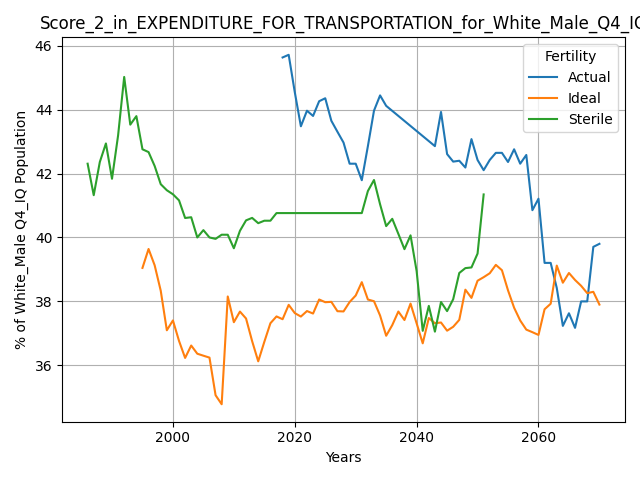 Score_2_in_EXPENDITURE_FOR_TRANSPORTATION_for_White_Male_Q4_IQ
% of White_Male Q4_IQ Population
46
44
42
40
38
36
Fertility
Actual
Ideal
Sterile
2000
2020
2040
2060
Years